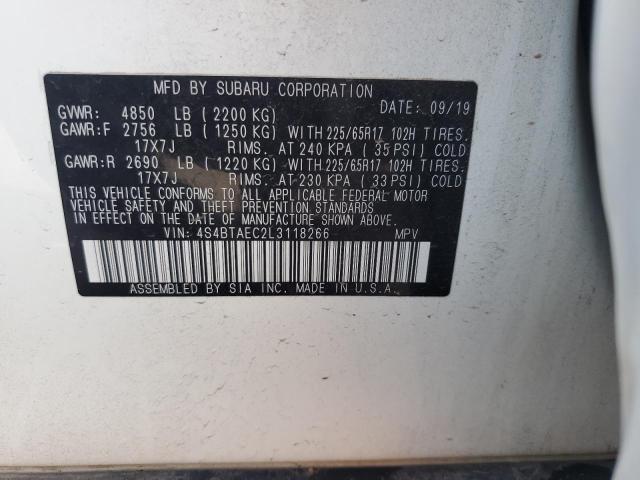 MFD BY SUBARU CORPORATION
GVWR: 4850 LB (2200 KG) DATE: 09/19
GAWR:F 2756 LB (1250 KG) WITH 225/65R17 102H TIRES.
17X7J RIMS. AT 240 KPA (35 PSI) COLD
GAWR:R 2690 LB (1220 KG) WITH 225/65R17 102H TIRES.
17X7J RIMS. AT 230 KPA (33 PSI) COLD
THIS VEHICLE CONFORMS TO ALL APPLICABLE FEDERAL MOTOR
VEHICLE SAFETY AND THEFT PREVENTION STANDARDS
IN EFFECT ON THE DATE OF MANUFACTURE SHOWN ABOVE.
VIN: 4S4BTAEC2L3118266 MPV
ASSEMBLED BY SIA INC. MADE IN U.S.A.